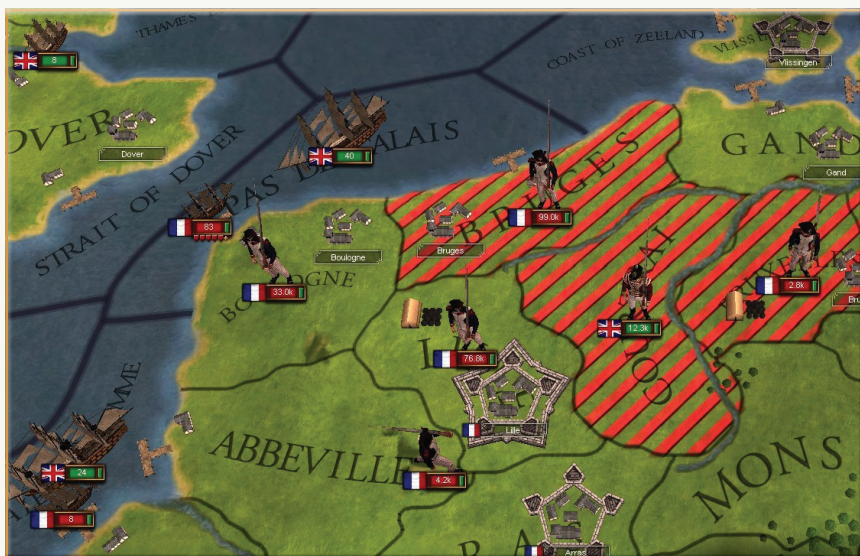 THAMES
COAST OF ZEELAND
VLISS
Vlissingen
8
DOVER
Dover
STRAIT OF DOVER
PAS DE CALAIS
40
83
BRUGES
Bruges
99.0k
GAND
Gand
Boulogne
33.0k
2.8k
12.3k
76.8k
Lille
ABBEVILLE
4.2k
MONS
24
8
Arras